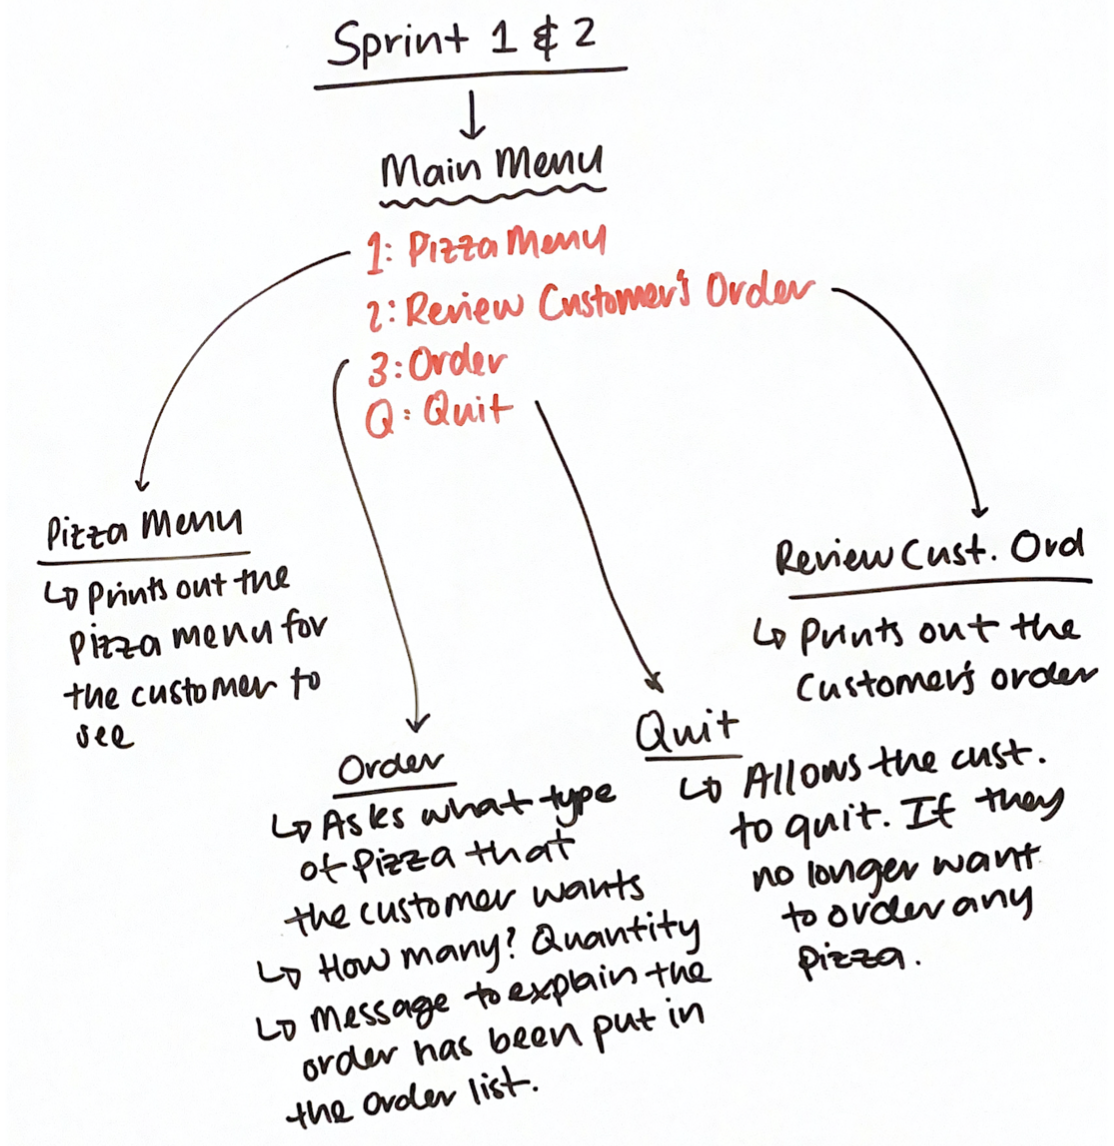 Sprint 1 & 2
Main Menu
1: Pizza Menu
2: Review Customer's Order
3: Order
Q: Quit
Pizza Menu
↳ Prints out the
Pizza menu for
the customer to
see
Order
↳ Asks what type
of pizza that
the customer wants
↳ How many? Quantity
↳ Message to explain the
order has been put in
the order list.
Quit
↳ Allows the cust.
to quit. If they
no longer want
to order any
pizza.
Review Cust. Ord
↳ Prints out the
Customer's order